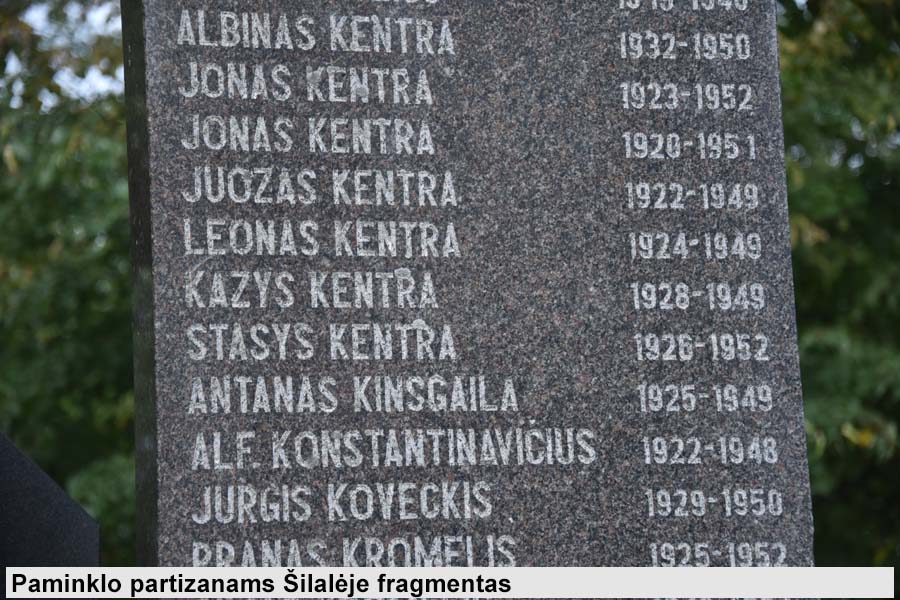 ALBINAS KENTRA 1932-1950
JONAS KENTRA 1923-1952
JONAS KENTRA 1920-1951
JUOZAS KENTRA 1922-1949
LEONAS KENTRA 1924-1949
KAZYS KENTRA 1928-1949
STASYS KENTRA 1926-1952
ANTANAS KINSGAILA 1925-1949
ALF. KONSTANTINAVIČIUS 1922-1948
JURGIS KOVECKIS 1929-1950
PRANAS KROMELIS 1925-1952
Paminklo partizanams Šilalėje fragmentas